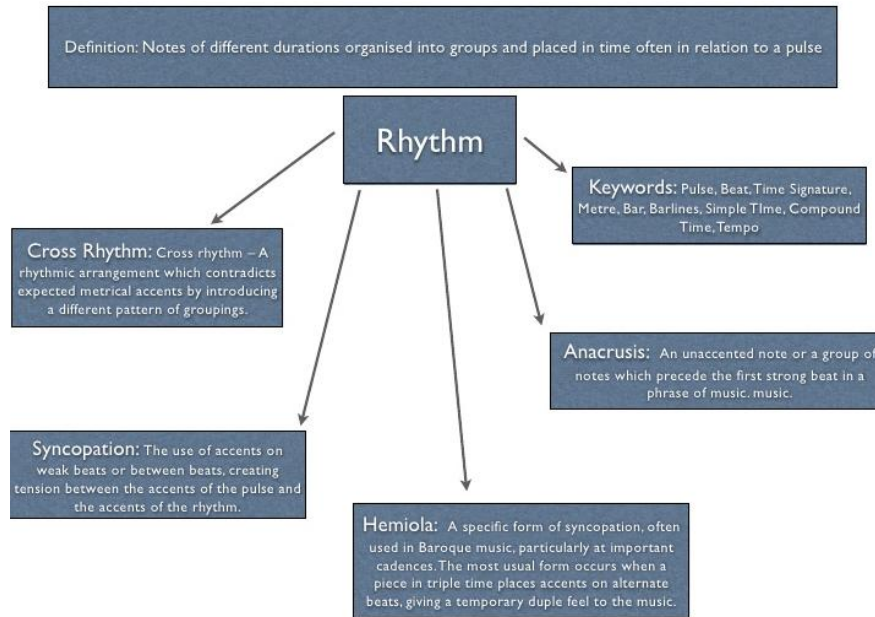 Definition: Notes of different durations organised into groups and placed in time often in relation to a pulse
Rhythm
Keywords: Pulse, Beat, Time Signature,
Metre, Bar, Barlines, Simple TIme, Compound
Time, Tempo
Cross Rhythm: Cross rhythm – A
rhythmic arrangement which contradicts
expected metrical accents by introducing
a different pattern of groupings.
Anacrusis: An unaccented note or a group of
notes which precede the first strong beat in a
phrase of music. music.
Syncopation: The use of accents on
weak beats or between beats, creating
tension between the accents of the pulse and
the accents of the rhythm.
Hemiola: A specific form of syncopation, often
used in Baroque music, particularly at important
cadences. The most usual form occurs when a
piece in triple time places accents on alternate
beats, giving a temporary duple feel to the music.